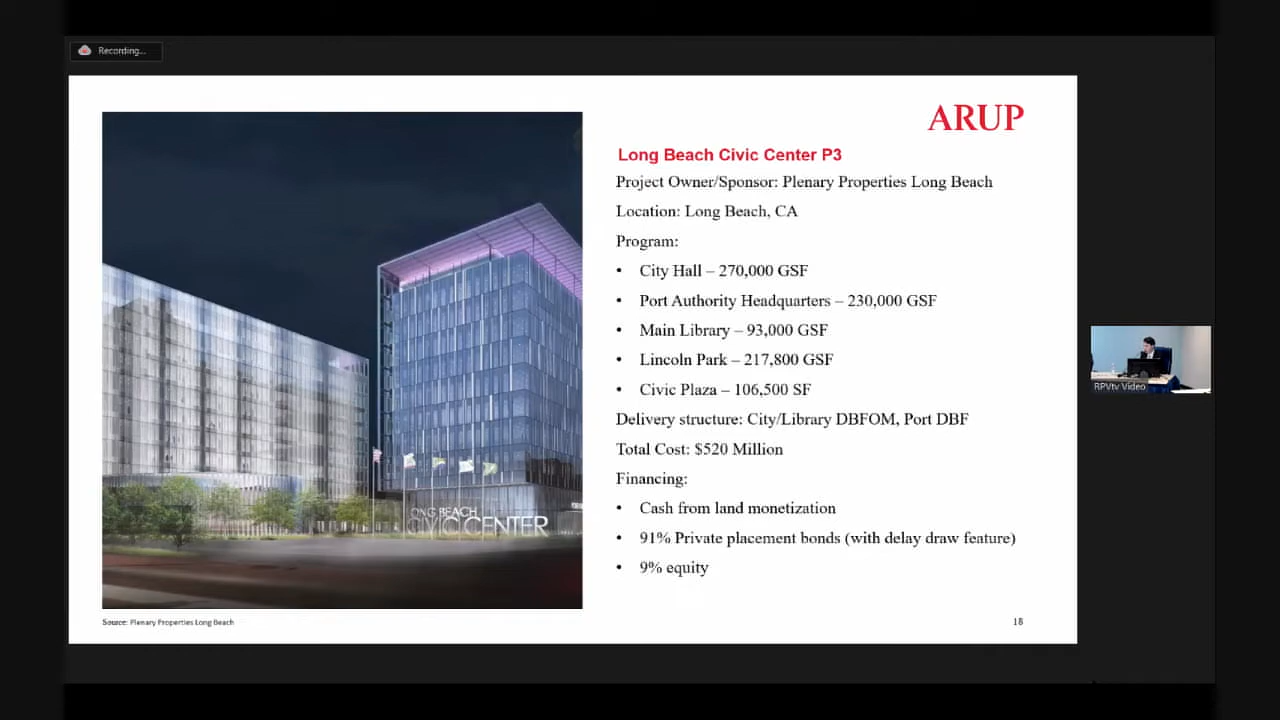 Recording...
ARUP
Long Beach Civic Center P3
Project Owner/Sponsor: Plenary Properties Long Beach
Location: Long Beach, CA
Program:
• City Hall – 270,000 GSF
• Port Authority Headquarters – 230,000 GSF
• Main Library – 93,000 GSF
• Lincoln Park – 217,800 GSF
• Civic Plaza – 106,500 SF
Delivery structure: City/Library DBFOM, Port DBF
Total Cost: $520 Million
Financing:
• Cash from land monetization
• 91% Private placement bonds (with delay draw feature)
• 9% equity
ONG BEACH
CIVIC CENTER
RPVtv Video
Source: Plenary Properties Long Beach
18